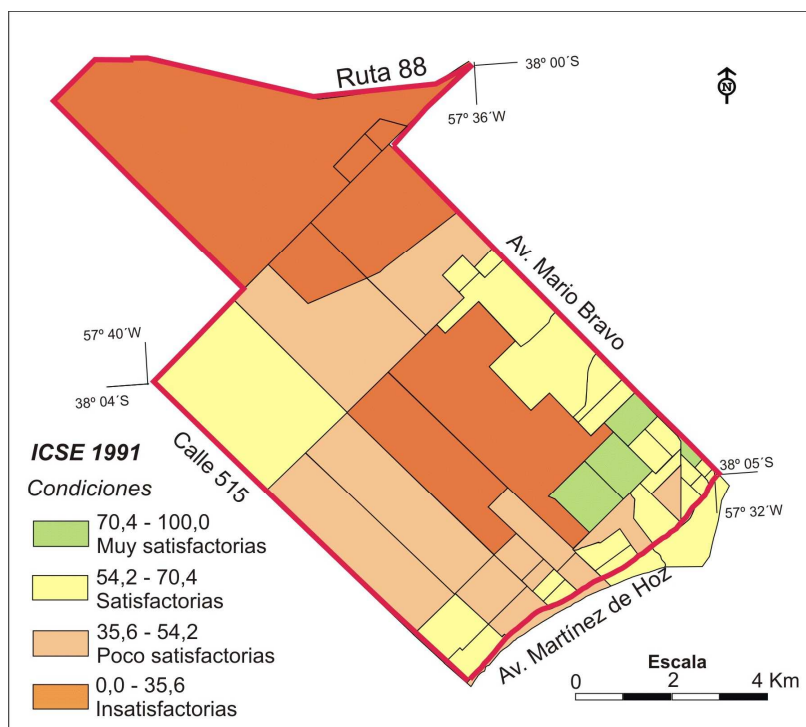 Ruta 88
38º 00´S
57º 36´W
N
Av. Mario Bravo
57º 40´W
38º 04´S
Calle 515
38º 05´S
57º 32´W
Av. Martínez de Hoz
ICSE 1991
Condiciones
70,4 - 100,0
Muy satisfactorias
54,2 - 70,4
Satisfactorias
35,6 - 54,2
Poco satisfactorias
0,0 - 35,6
Insatisfactorias
Escala
0 2 4 Km